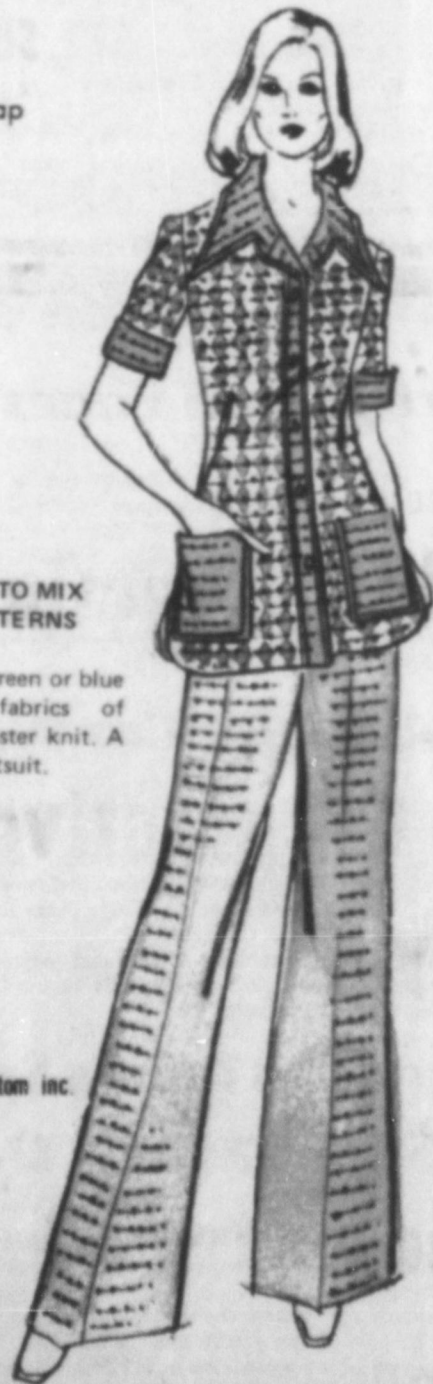 ap
TO MIX
TERNS
reen or blue
fabrics of
ster knit. A
tsuit.
tom inc.